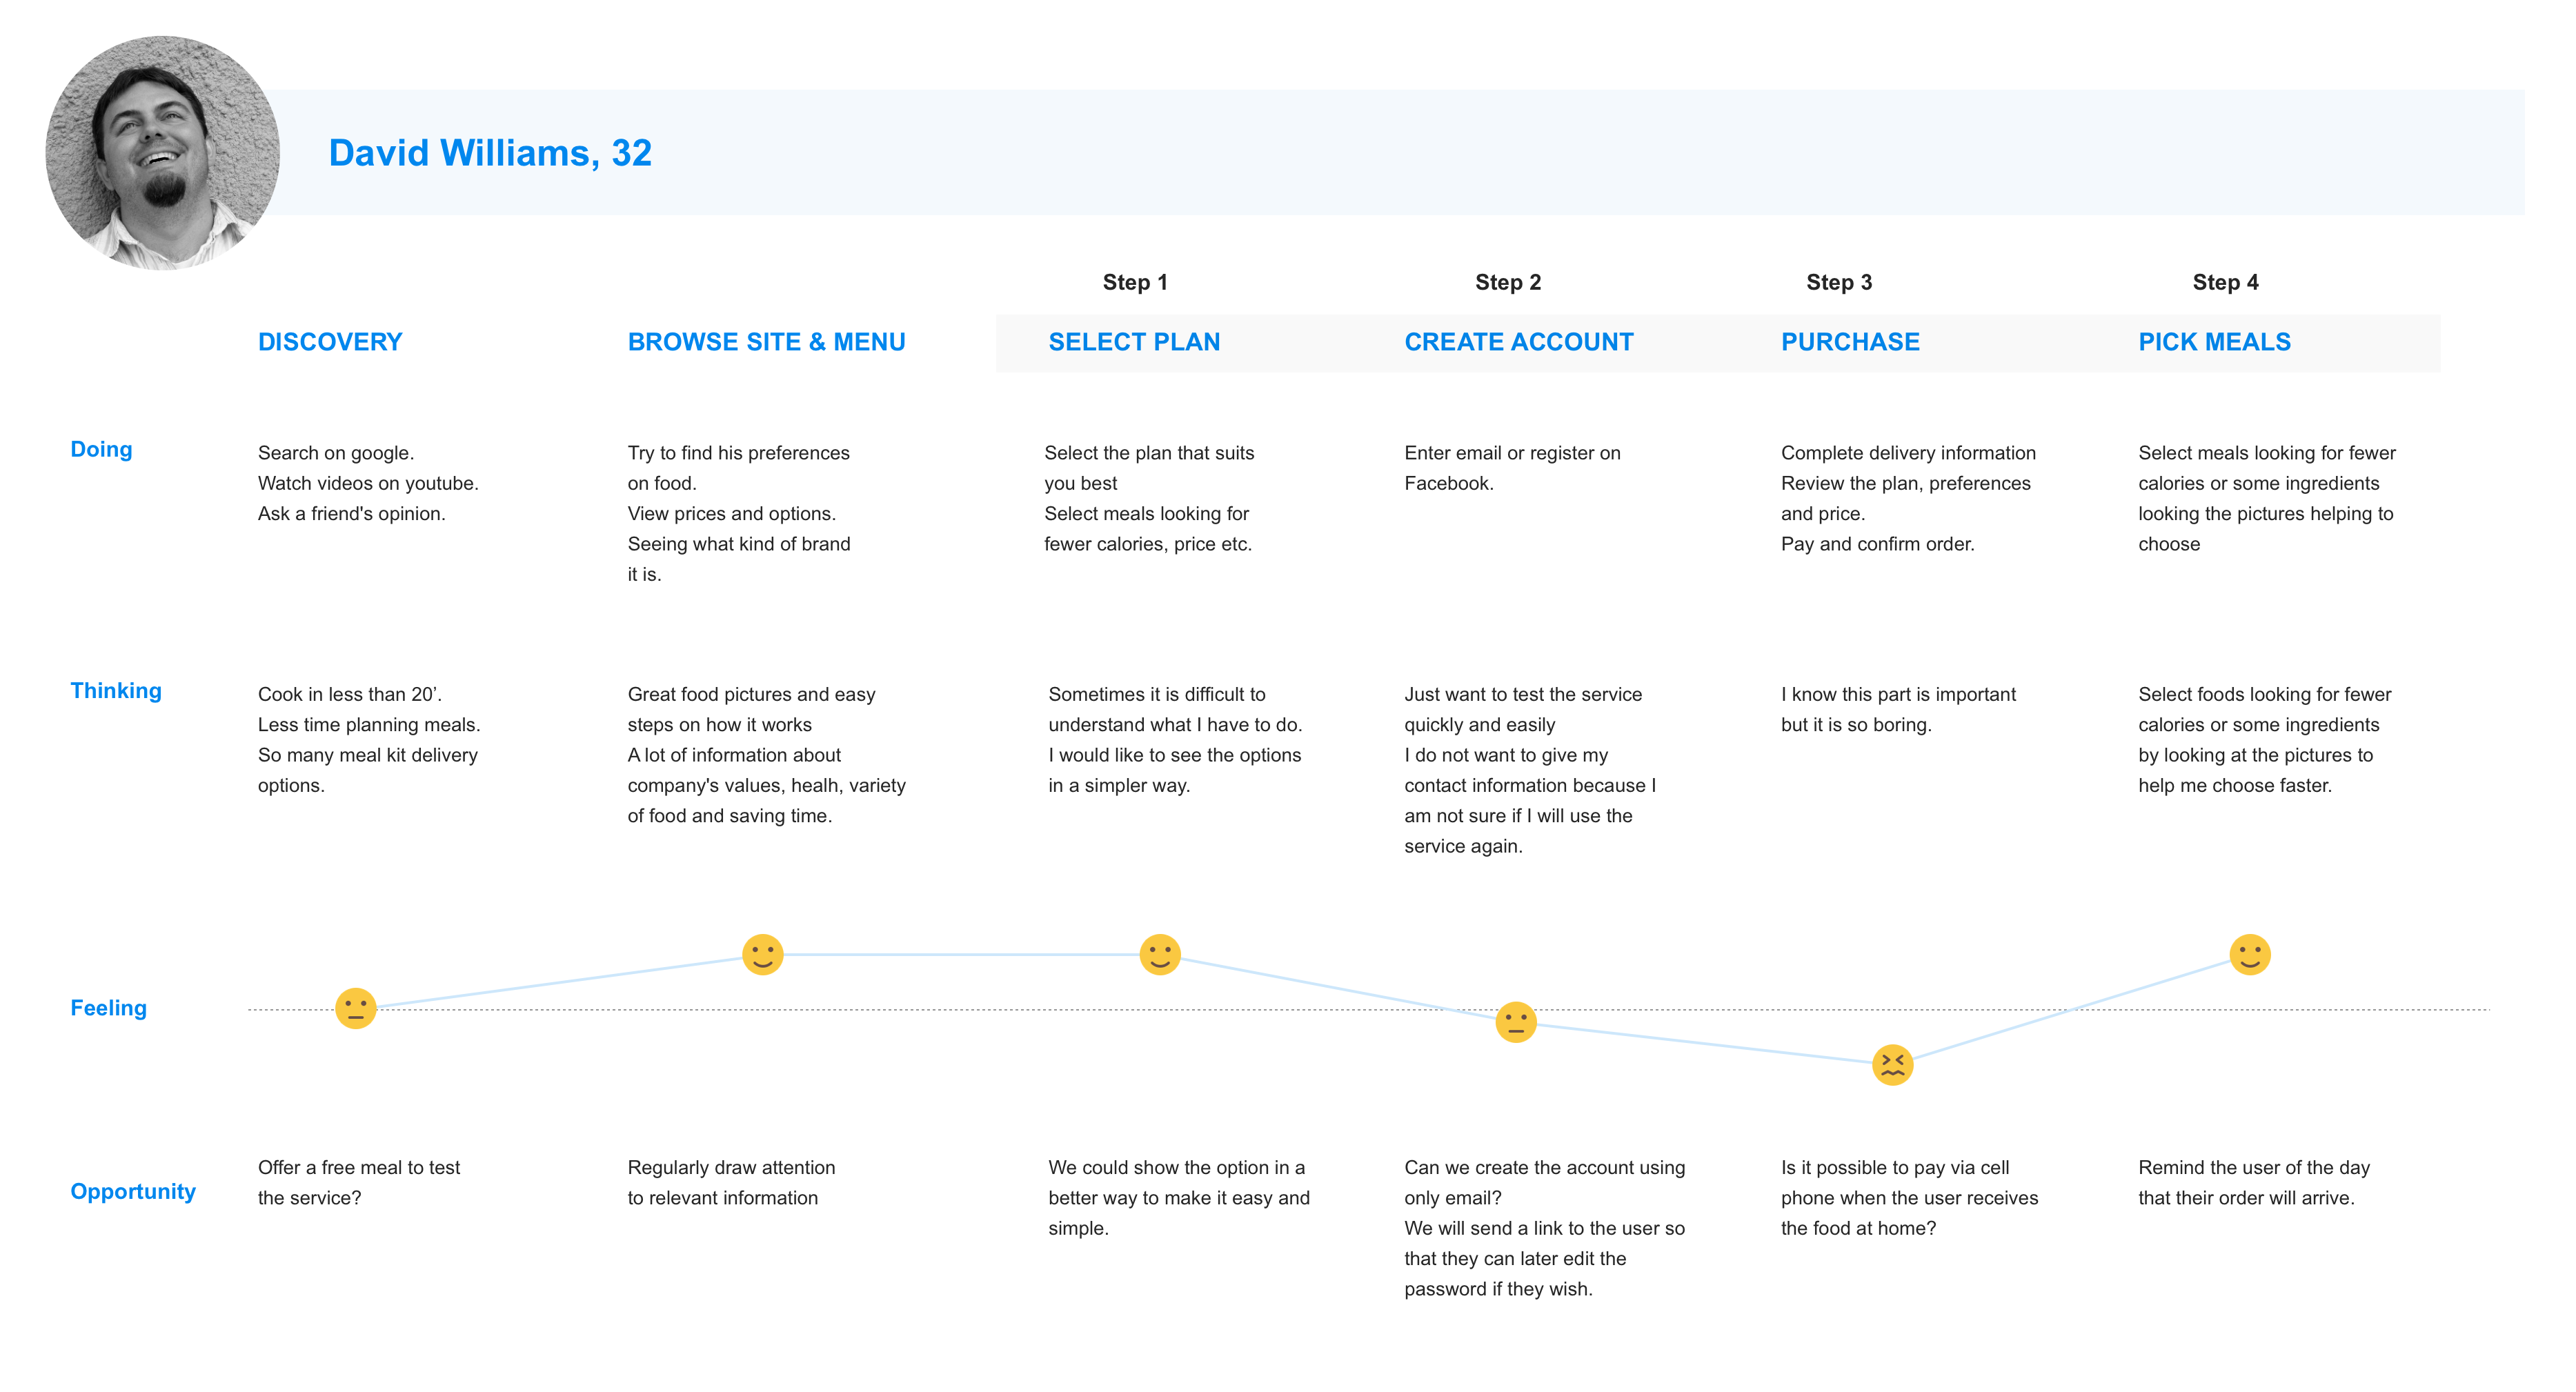 David Williams, 32
Step 1
Step 2
Step 3
Step 4
DISCOVERY
BROWSE SITE & MENU
SELECT PLAN
CREATE ACCOUNT
PURCHASE
PICK MEALS
Doing
Search on google.
Watch videos on youtube.
Ask a friend's opinion.
Try to find his preferences
on food.
View prices and options.
Seeing what kind of brand
it is.
Select the plan that suits
you best
Select meals looking for
fewer calories, price etc.
Enter email or register on
Facebook.
Complete delivery information
Review the plan, preferences
and price.
Pay and confirm order.
Select meals looking for fewer
calories or some ingredients
looking the pictures helping to
choose
Thinking
Cook in less than 20’.
Less time planning meals.
So many meal kit delivery
options.
Great food pictures and easy
steps on how it works
A lot of information about
company's values, healh, variety
of food and saving time.
Sometimes it is difficult to
understand what I have to do.
I would like to see the options
in a simpler way.
Just want to test the service
quickly and easily
I do not want to give my
contact information because I
am not sure if I will use the
service again.
I know this part is important
but it is so boring.
Select foods looking for fewer
calories or some ingredients
by looking at the pictures to
help me choose faster.
Feeling
Opportunity
Offer a free meal to test
the service?
Regularly draw attention
to relevant information
We could show the option in a
better way to make it easy and
simple.
Can we create the account using
only email?
We will send a link to the user so
that they can later edit the
password if they wish.
Is it possible to pay via cell
phone when the user receives
the food at home?
Remind the user of the day
that their order will arrive.